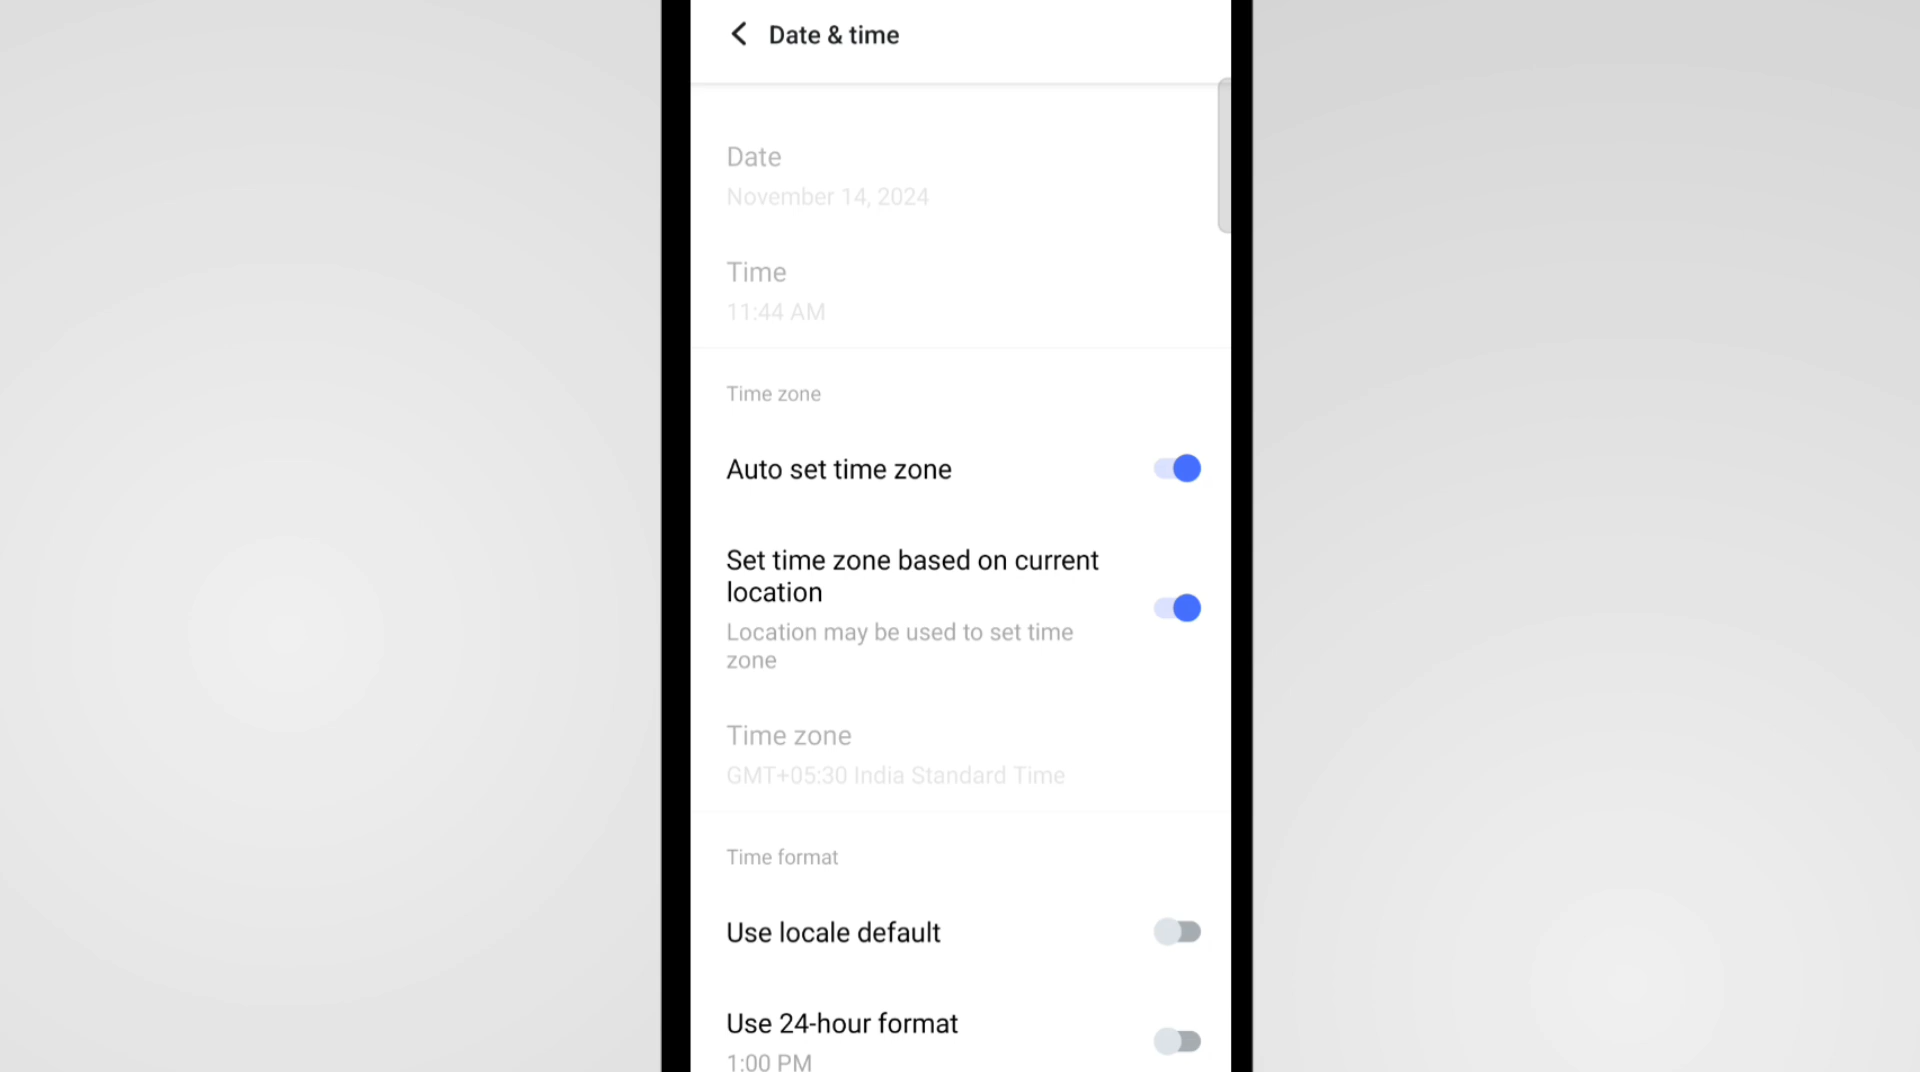 Date & time
Date
November 14, 2024
Time
11:44 AM
Time zone
Auto set time zone
Set time zone based on current
location
Location may be used to set time
zone
Time zone
GMT+05:30 India Standard Time
Time format
Use locale default
Use 24-hour format
1:00 PM